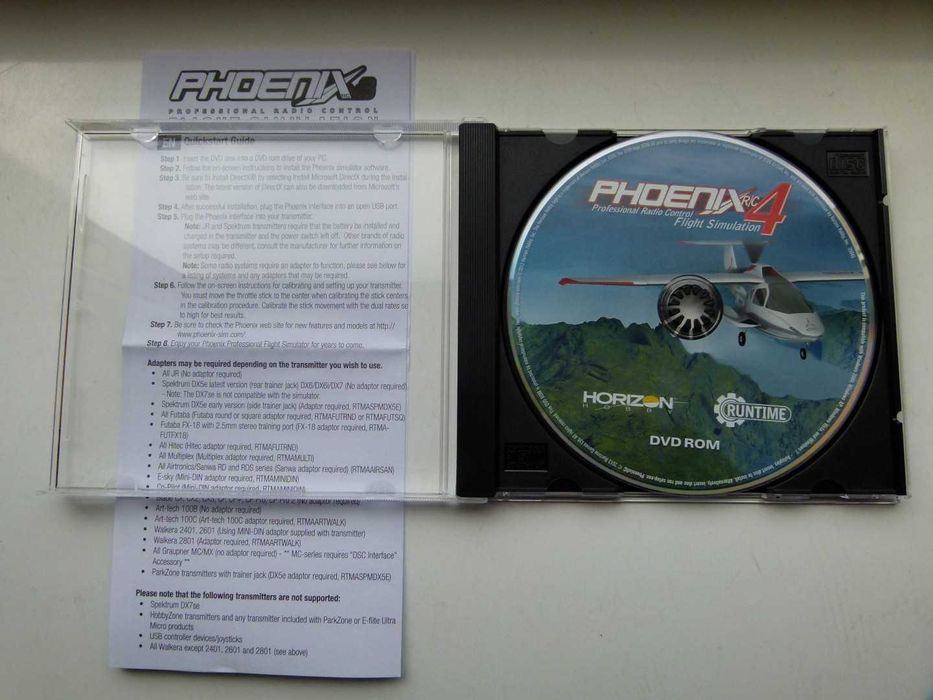 PHOENIX
PROFESSIONAL RADIO CONTROL
EN Quickstart Guide
Step 1. Insert the DVD disk into a DVD rom drive of your PC.
Step 2. Follow the on-screen instructions to install the Phoenix simulator software.
Step 3. Be sure to install DirectX® by selecting Install Microsoft DirectX during the instal-
lation. The latest version of DirectX can also be downloaded from Microsoft's
web site.
Step 4. After successful installation, plug the Phoenix interface into an open USB port.
Step 5. Plug the Phoenix interface into your transmitter.
Note: JR and Spektrum transmitters require that the battery be installed and
charged in the transmitter and the power switch left off. Other brands of radio
systems may be different, consult the manufacturer for further information on
the setup required.
Note: Some radio systems require an adapter to function, please see below for
a listing of systems and any adapters that may be required.
Step 6. Follow the on-screen instructions for calibrating and setting up your transmitter.
You must move the throttle stick to the center when calibrating the stick centers
in the calibration procedure. Calibrate the stick movement with the dual rates set
to high for best results.
Step 7. Be sure to check the Phoenix web site for new features and models at http://
www.phoenix-sim.com/
Step 8. Enjoy your Phoenix Professional Flight Simulator for years to come.
Adapters may be required depending on the transmitter you wish to use.
• All JR (No adaptor required)
• Spektrum DX5e latest version (rear trainer jack) DX6/DX6i/DX7 (No adaptor required)
- Note: The DX7se is not compatible with the simulator.
• Spektrum DX5e early version (side trainer jack) (Adaptor required, RTMASPMDX5E)
• All Futaba (Futaba round or square adaptor required, RTMAFUTRND or RTMAFUTSQ)
• Futaba FX-18 with 2.5mm stereo training port (FX-18 adaptor required, RTMA-
FUTFX18)
• All Hitec (Hitec adaptor required, RTMAFUTRND)
• All Multiplex (Multiplex adaptor required, RTMAMULTI)
• All Airtronics/Sanwa RD and RDS series (Sanwa adaptor required) (RTMAAIRSAN)
• E-sky (Mini-DIN adaptor required, RTMAMINIDIN)
• Co-Pilot (Mini-DIN adaptor required, RTMAMINIDIN)
• Art-tech 100B (No adaptor required)
• Art-tech 100C (Art-tech 100C adaptor required, RTMAARTWALK)
• Walkera 2401, 2601 (Using MINI-DIN adaptor supplied with transmitter)
• Walkera 2801 (Adaptor required, RTMAARTWALK)
• All Graupner MC/MX (no adaptor required) - ** MC-series requires "DSC Interface"
Accessory **
• ParkZone transmitters with trainer jack (DX5e adaptor required, RTMASPMDX5E)
Please note that the following transmitters are not supported:
• Spektrum DX7se
• HobbyZone transmitters and any transmitter included with ParkZone or E-flite Ultra
Micro products
• USB controller devices/joysticks
• All Walkera except 2401, 2601 and 2801 (see above)
PHOENIX R/C 4
Professional Radio Control
Flight Simulation
HORIZON
HOBBY
RUNTIME
DVD ROM